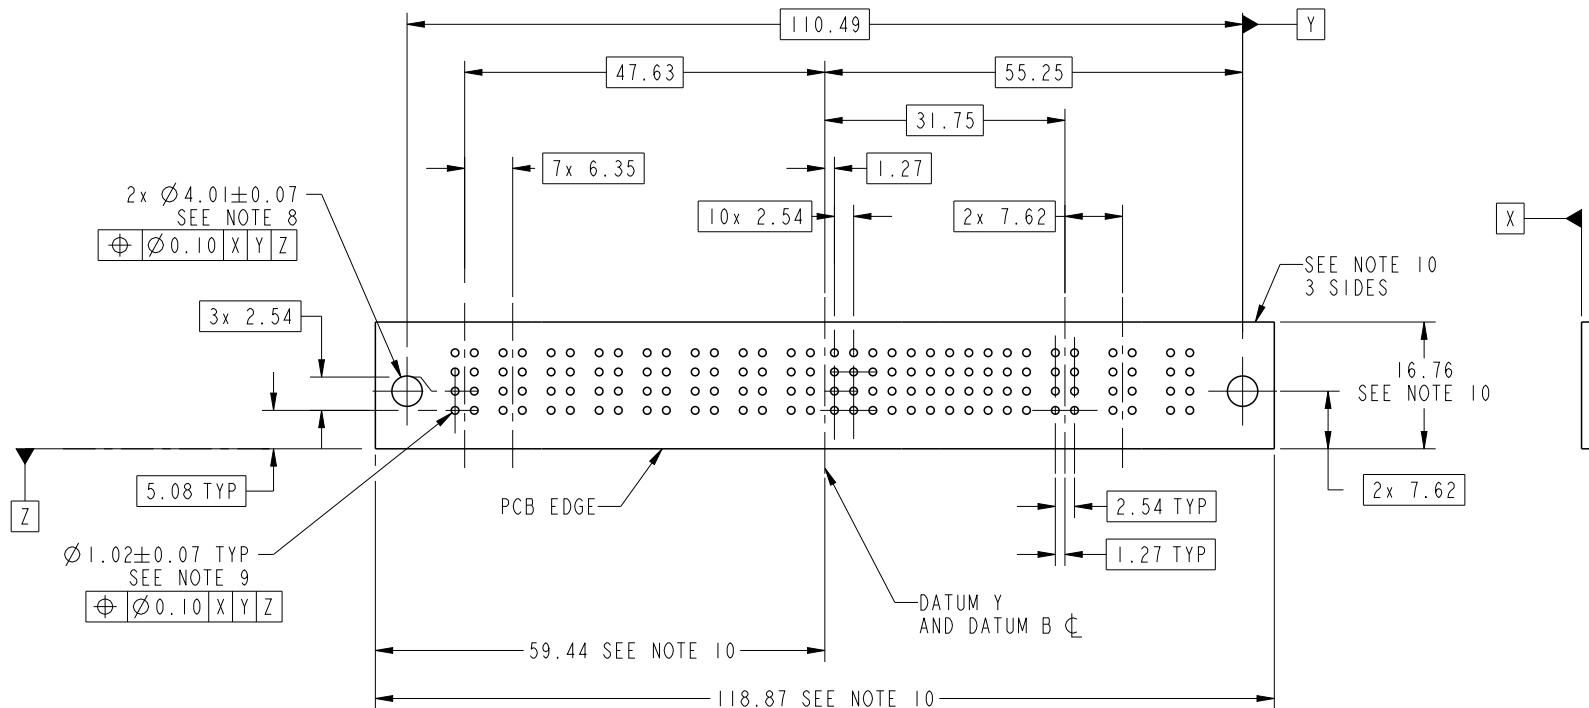 110.49
Y
47.63
55.25
31.75
7x 6.35
1.27
2x Ø4.01±0.07
SEE NOTE 8
⌖ Ø0.10 X Y Z
10x 2.54
2x 7.62
X
SEE NOTE 10
3 SIDES
3x 2.54
16.76
SEE NOTE 10
5.08 TYP
Z
PCB EDGE
2.54 TYP
2x 7.62
Ø1.02±0.07 TYP
SEE NOTE 9
⌖ Ø0.10 X Y Z
1.27 TYP
DATUM Y
AND DATUM B ℄
59.44 SEE NOTE 10
118.87 SEE NOTE 10